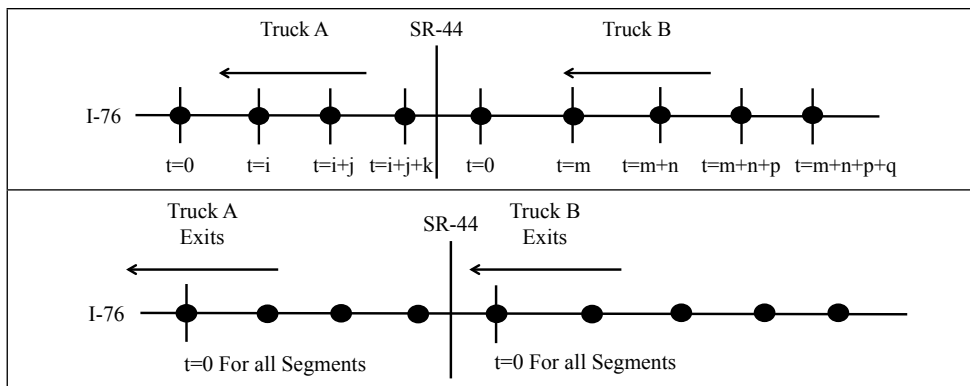 Truck A
SR-44
Truck B
I-76
t=0
t=i
t=i+j
t=i+j+k
t=0
t=m
t=m+n
t=m+n+p
t=m+n+p+q
Truck A
Exits
SR-44
Truck B
Exits
I-76
t=0 For all Segments
t=0 For all Segments